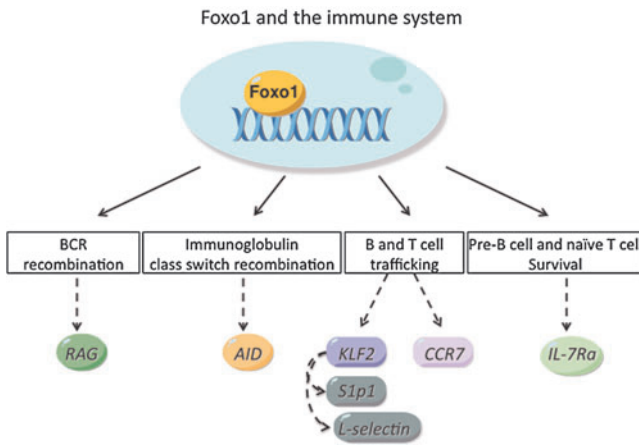 Foxo1 and the immune system
Foxo1
BCR
recombination
Immunoglobulin
class switch recombination
B and T cell
trafficking
Pre-B cell and naïve T cell
Survival
RAG
AID
KLF2
CCR7
IL-7Ra
S1p1
L-selectin